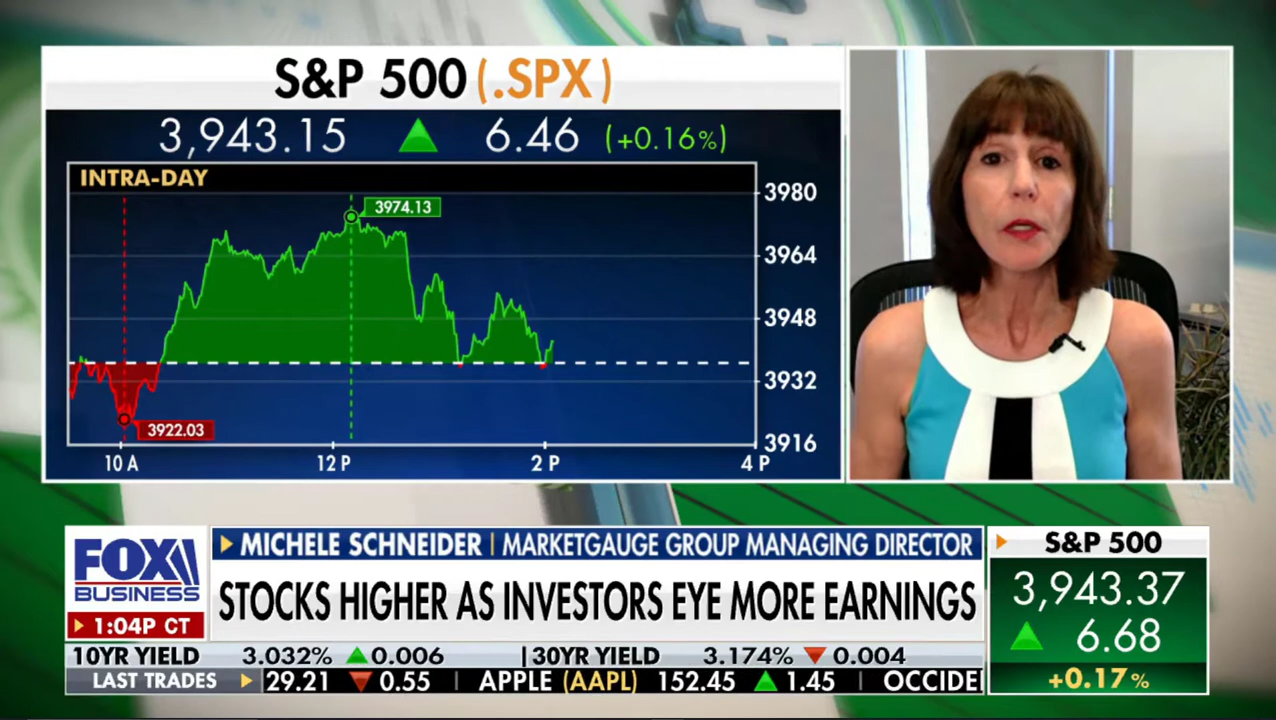 S&P 500 (.SPX)
3,943.15 ▲ 6.46 (+0.16%)
INTRA-DAY
3974.13
3922.03
3980
3964
3948
3932
3916
10 A 12 P 2 P 4 P
FOX
BUSINESS
1:04P CT
MICHELE SCHNEIDER | MARKETGAUGE GROUP MANAGING DIRECTOR
STOCKS HIGHER AS INVESTORS EYE MORE EARNINGS
S&P 500
3,943.37
▲ 6.68
+0.17%
10YR YIELD 3.032% ▲ 0.006 | 30YR YIELD 3.174% ▼ 0.004
LAST TRADES 29.21 ▼ 0.55 | APPLE (AAPL) 152.45 ▲ 1.45 | OCCIDE